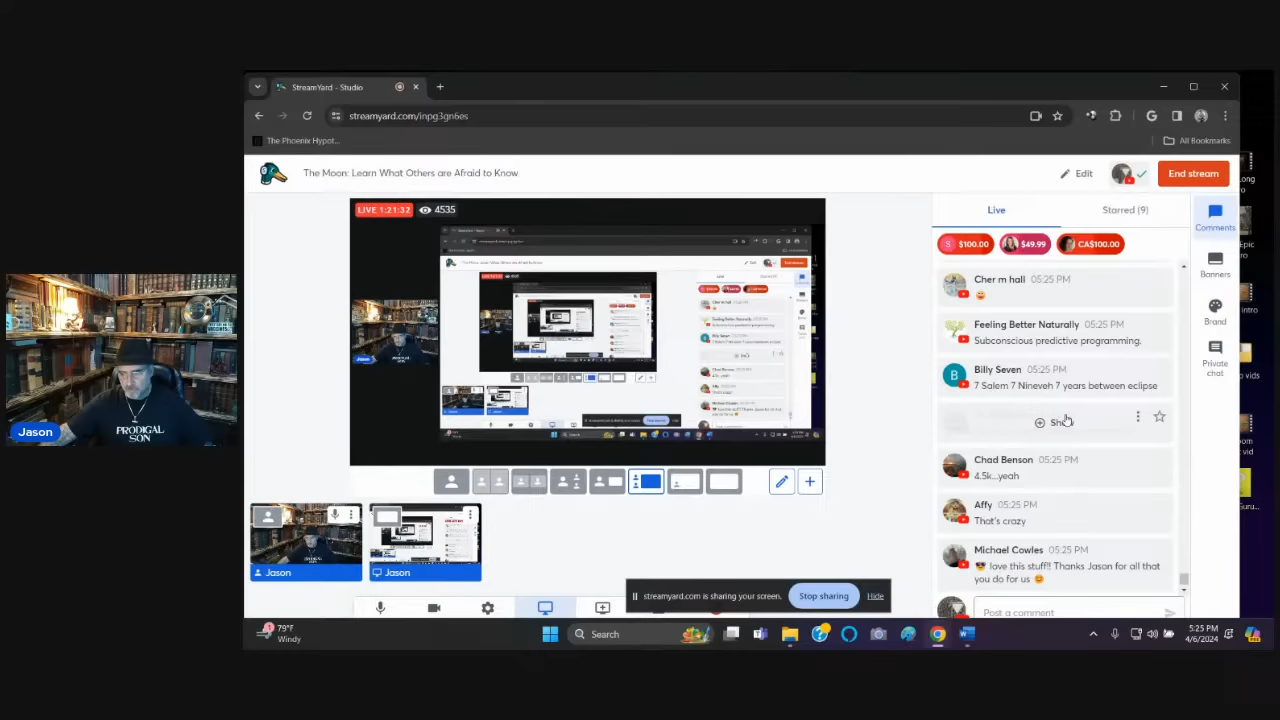 StreamYard - Studio
streamyard.com/inpg3gn6es
The Phoenix Hypot...
All Bookmarks
The Moon: Learn What Others are Afraid to Know
Edit
End stream
LIVE 1:21:32
4535
Live
Starred (9)
Comments
S $100.00
$49.99
CA$100.00
Cher m hall 05:25 PM
Feeling Better Naturally 05:25 PM
Subconscious predictive programming.
B Billy Seven 05:25 PM
7 Salem 7 Nineveh 7 years between eclipse
Chad Benson 05:25 PM
4.5k...yeah
Affy 05:25 PM
That's crazy
Michael Cowles 05:25 PM
love this stuff!! Thanks Jason for all that
you do for us
Post a comment
Banners
Brand
Private
chat
PRODIGAL
SON
Jason
Jason
Jason
streamyard.com is sharing your screen.
Stop sharing
Hide
79°F
Windy
Search
5:25 PM
4/6/2024